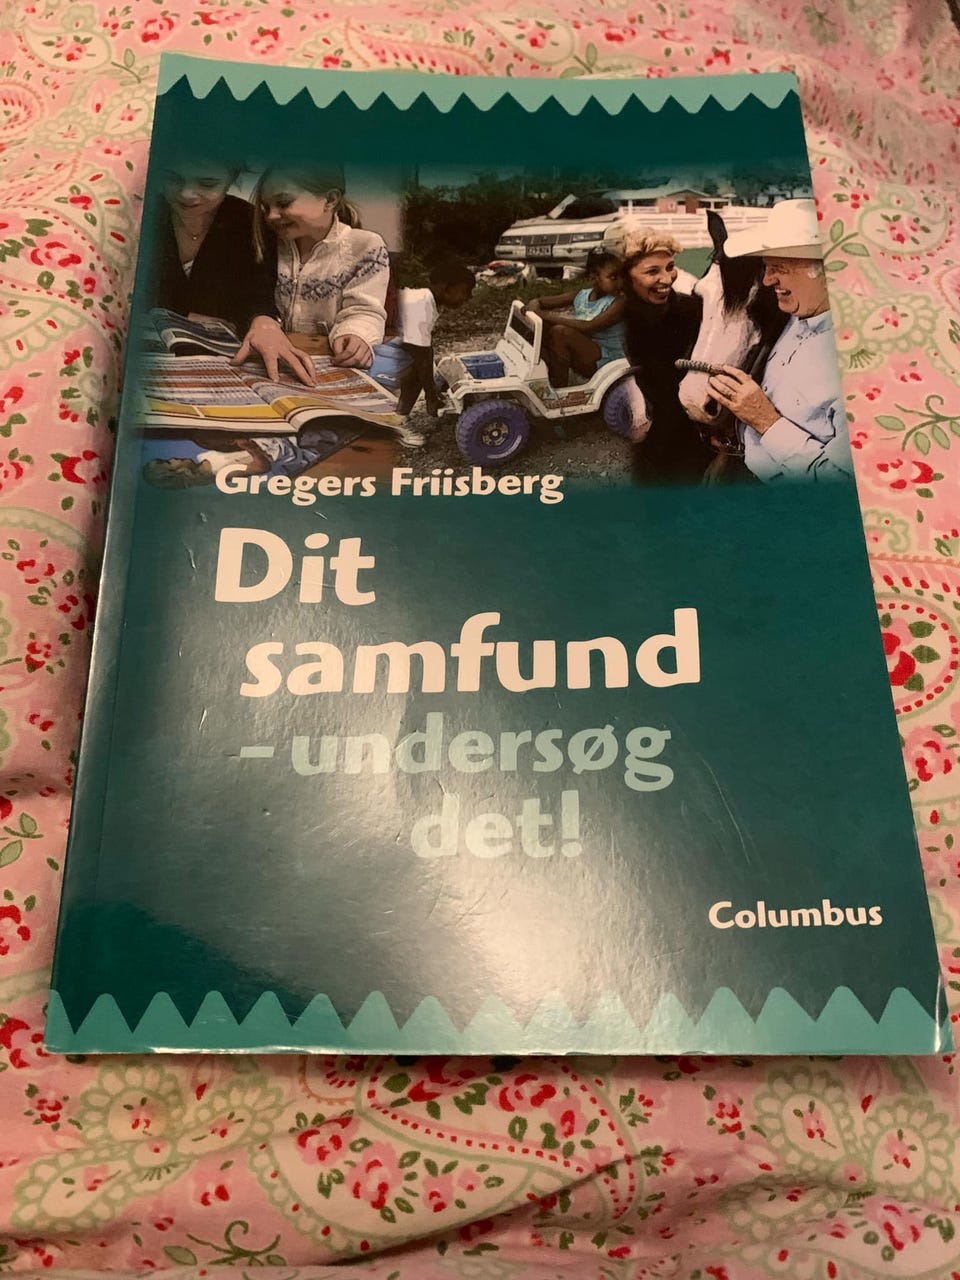 Gregers Friisberg
Dit
samfund
– undersøg
det!
Columbus